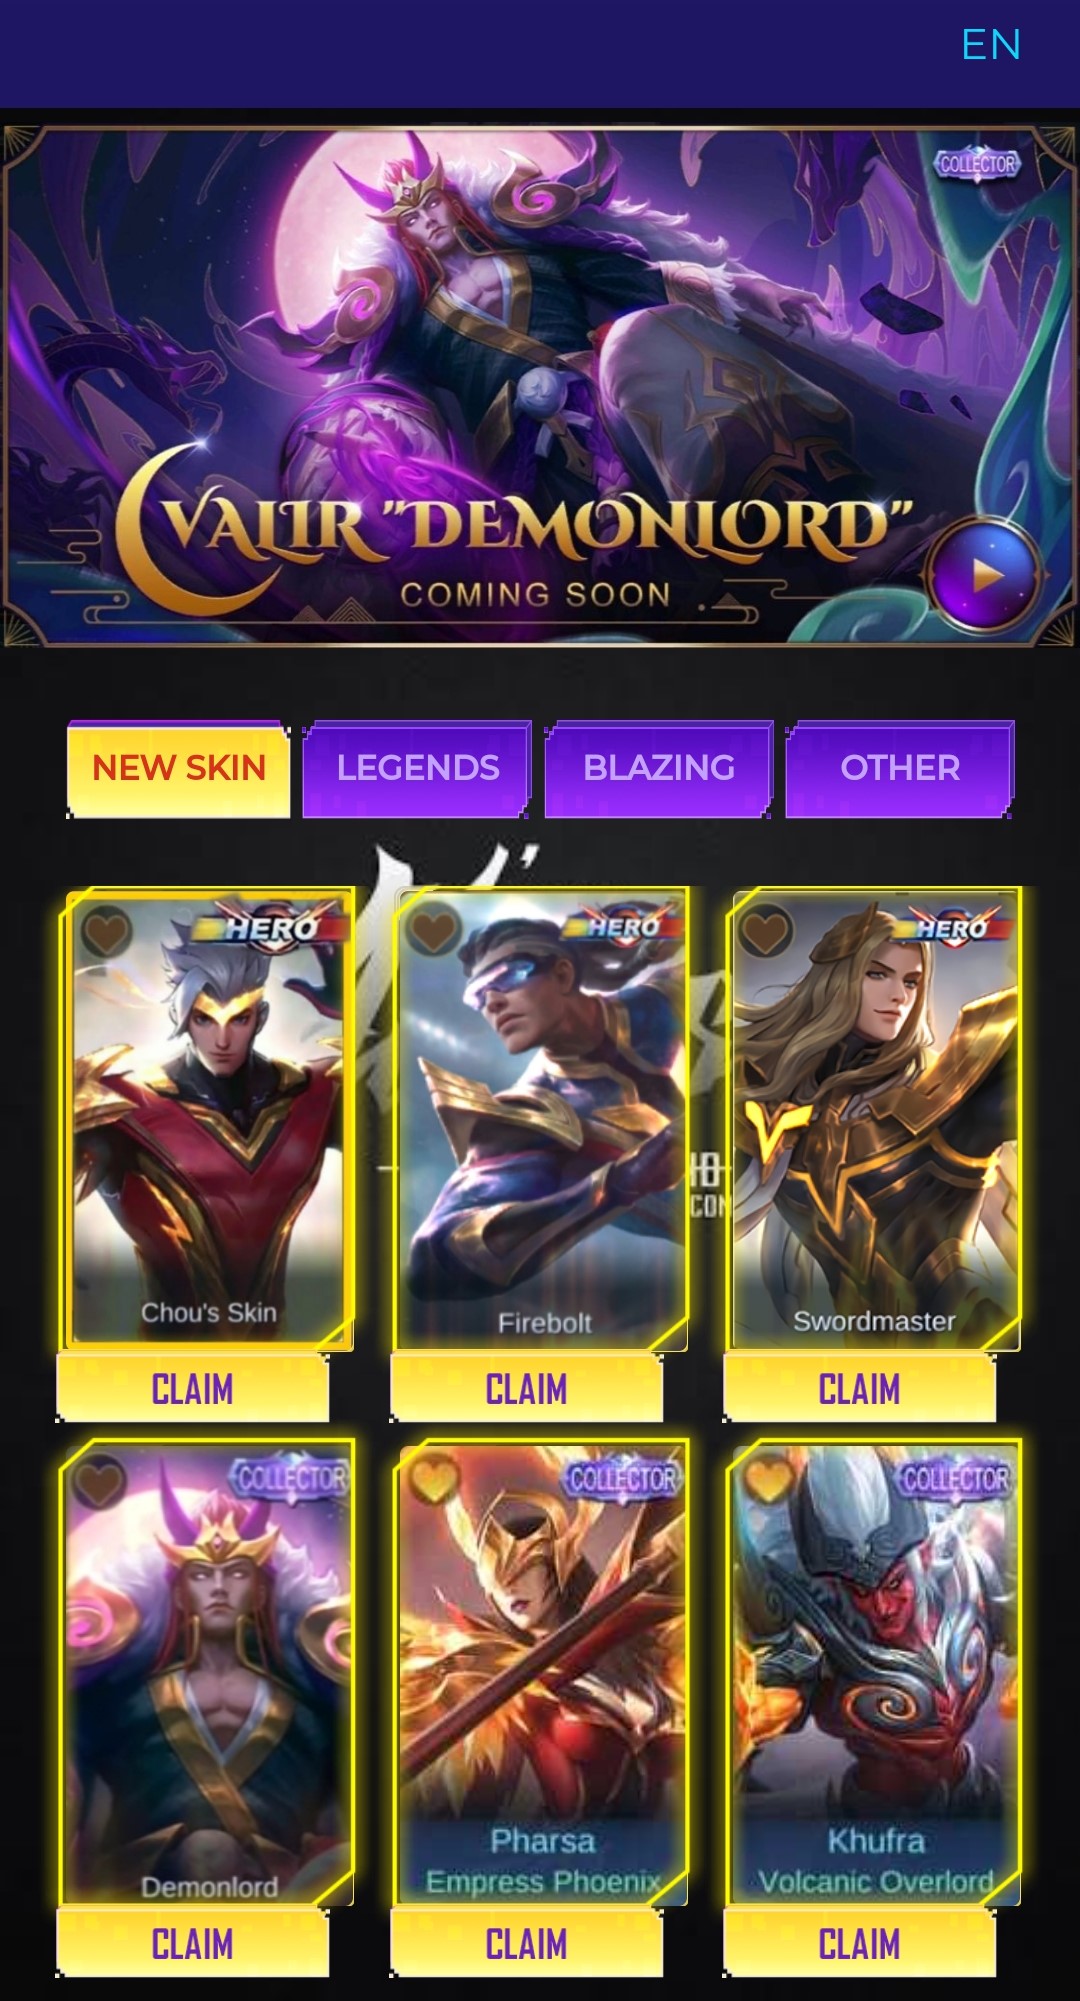 EN
COLLECTOR
VALIR "DEMONLORD"
COMING SOON
NEW SKIN
LEGENDS
BLAZING
OTHER
HERO
HERO
HERO
Chou's Skin
Firebolt
Swordmaster
CLAIM
CLAIM
CLAIM
COLLECTOR
COLLECTOR
COLLECTOR
Demonlord
Pharsa
Empress Phoenix
Khufra
Volcanic Overlord
CLAIM
CLAIM
CLAIM